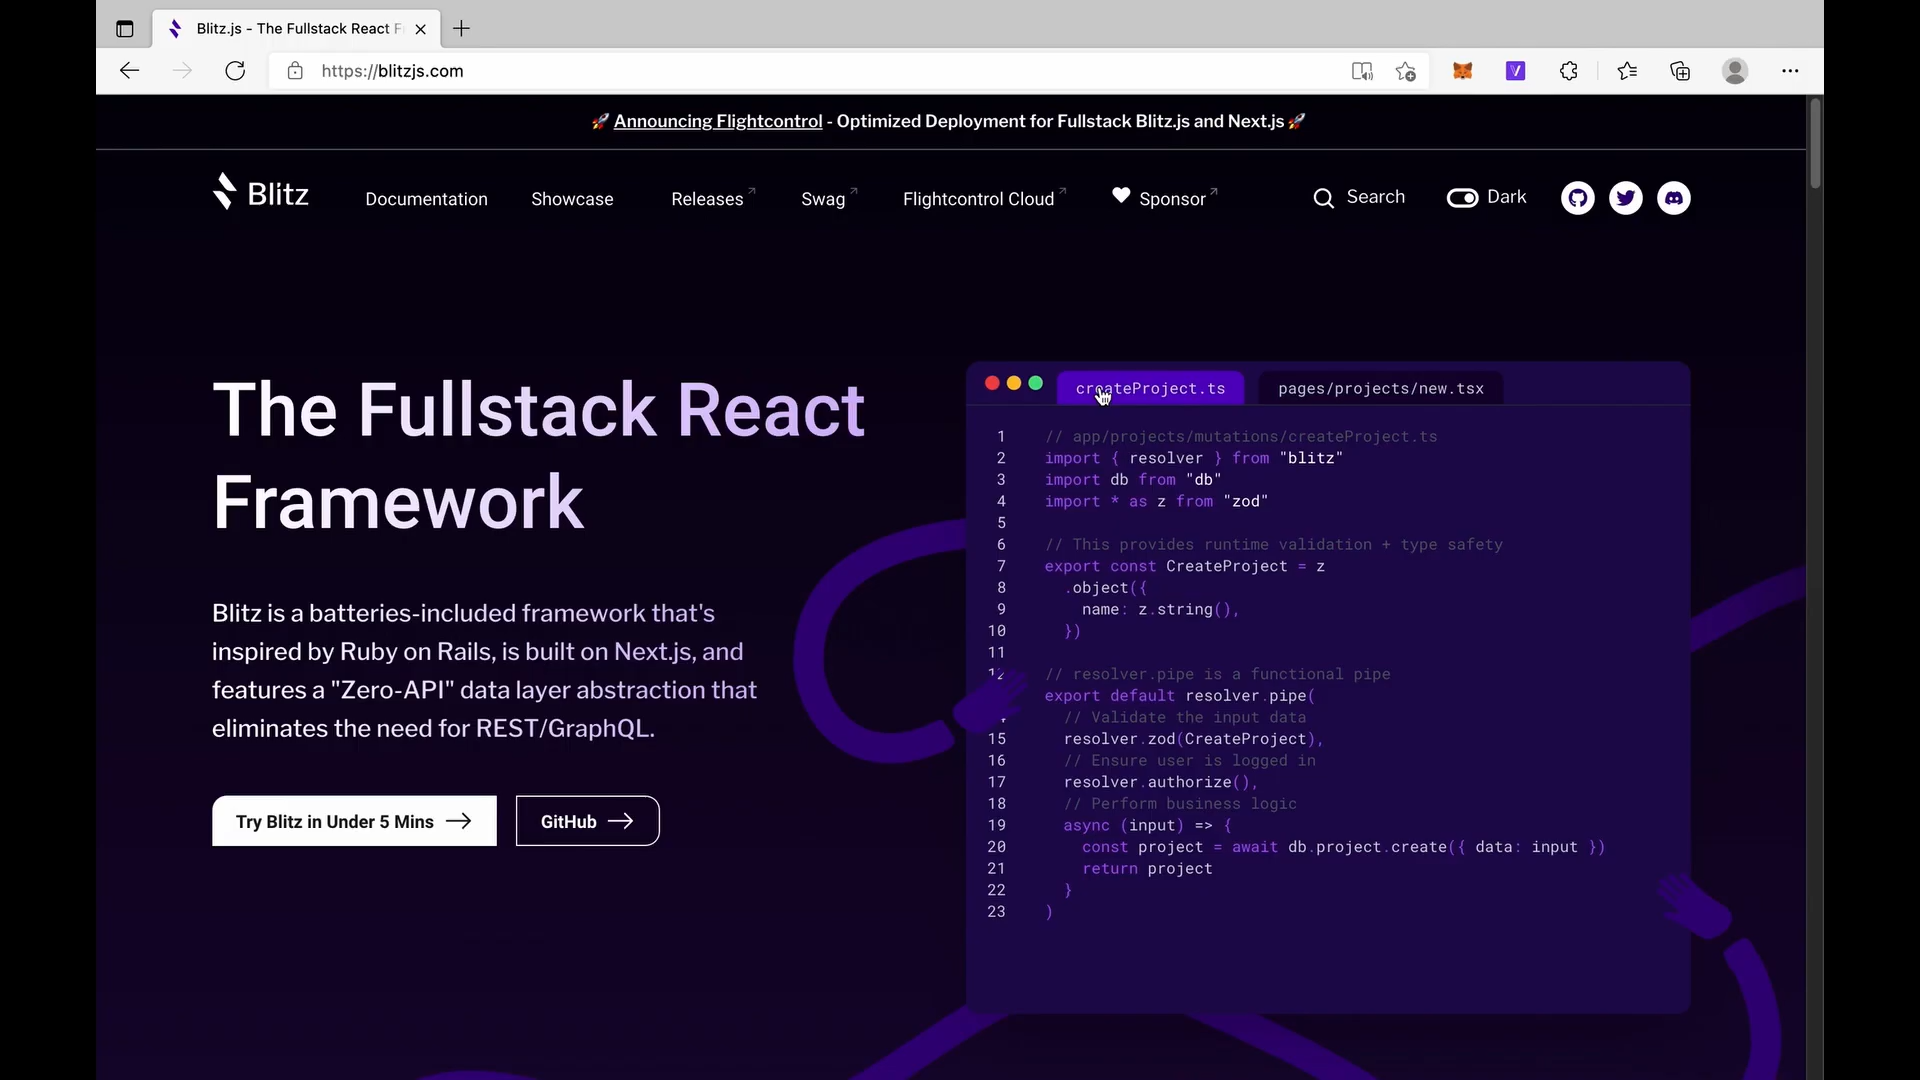 Blitz.js - The Fullstack React F
https://blitzjs.com
🚀 Announcing Flightcontrol - Optimized Deployment for Fullstack Blitz.js and Next.js 🚀
Blitz Documentation Showcase Releases Swag Flightcontrol Cloud Sponsor Search Dark
The Fullstack React
Framework
Blitz is a batteries-included framework that's
inspired by Ruby on Rails, is built on Next.js, and
features a "Zero-API" data layer abstraction that
eliminates the need for REST/GraphQL.
Try Blitz in Under 5 Mins → GitHub →
createProject.ts pages/projects/new.tsx
1 // app/projects/mutations/createProject.ts
2 import { resolver } from "blitz"
3 import db from "db"
4 import * as z from "zod"
5
6 // This provides runtime validation + type safety
7 export const CreateProject = z
8 .object({
9 name: z.string(),
10 })
11
12 // resolver.pipe is a functional pipe
export default resolver.pipe(
// Validate the input data
15 resolver.zod(CreateProject),
16 // Ensure user is logged in
17 resolver.authorize(),
18 // Perform business logic
19 async (input) => {
20 const project = await db.project.create({ data: input })
21 return project
22 }
23 )